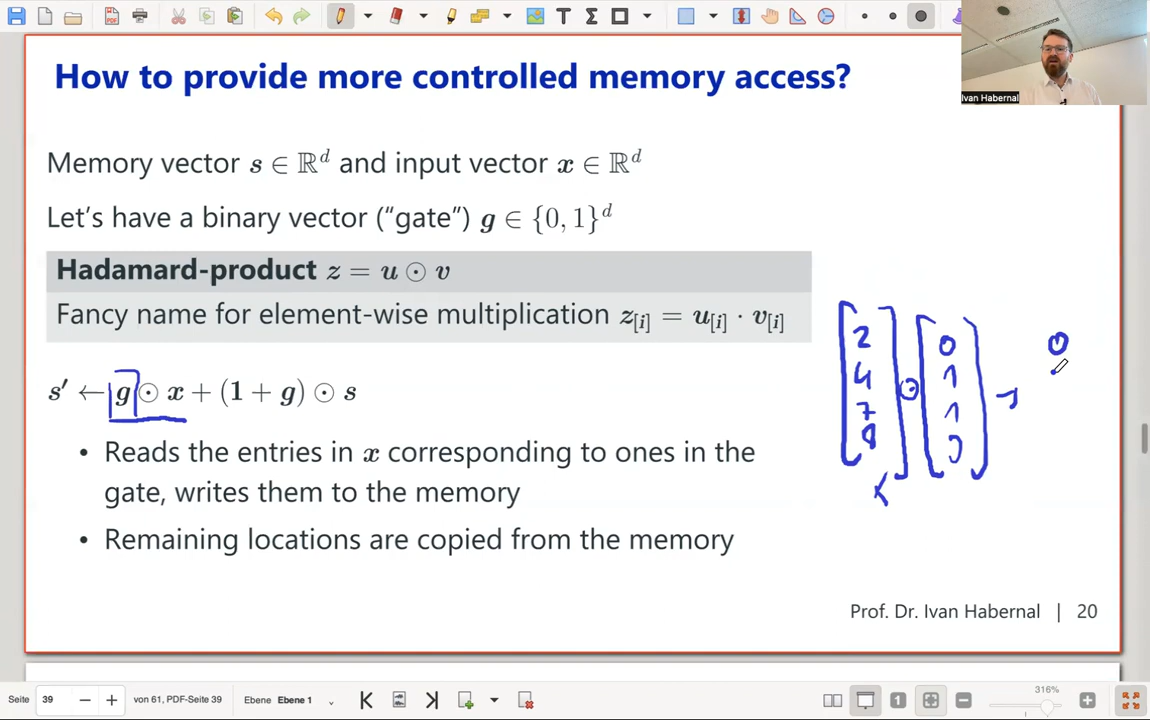 Ivan Habernal
How to provide more controlled memory access?
Memory vector s ∈ ℝ^d and input vector x ∈ ℝ^d
Let's have a binary vector (“gate”) g ∈ {0, 1}^d
Hadamard-product z = u ⊙ v
Fancy name for element-wise multiplication z[i] = u[i] · v[i]
s′ ← g ⊙ x + (1 + g) ⊙ s
• Reads the entries in x corresponding to ones in the
gate, writes them to the memory
• Remaining locations are copied from the memory
2 0 0
4 1
7 ⊙ 1 →
8 0
x
Prof. Dr. Ivan Habernal | 20
Seite 39 von 61, PDF-Seite 39 Ebene Ebene 1 316%